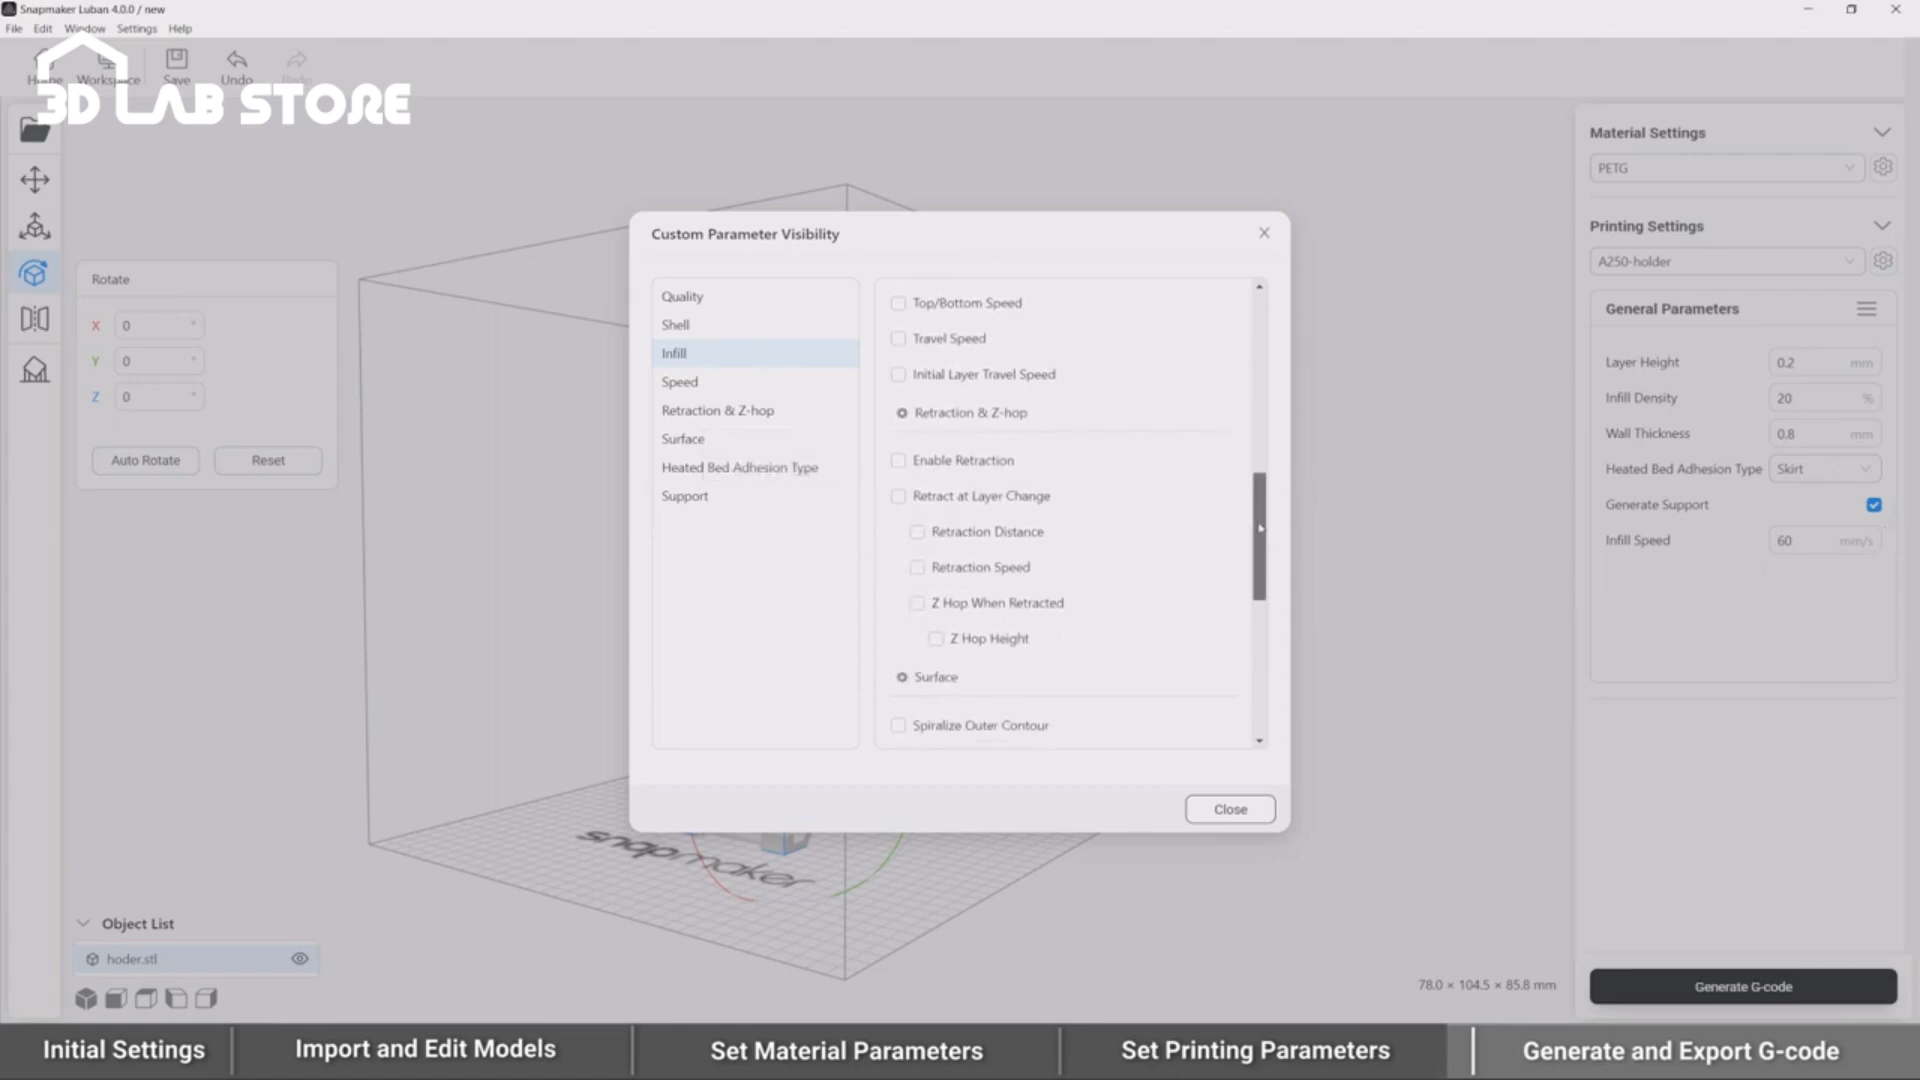 Snapmaker Luban 4.0.0 / new
File Edit Window Settings Help
Home Workspace Save Undo Redo
3D LAB STORE
Rotate
X 0 °
Y 0 °
Z 0 °
Auto Rotate Reset
Object List
hoder.stl
Custom Parameter Visibility
Quality
Shell
Infill
Speed
Retraction & Z-hop
Surface
Heated Bed Adhesion Type
Support
Top/Bottom Speed
Travel Speed
Initial Layer Travel Speed
Retraction & Z-hop
Enable Retraction
Retract at Layer Change
Retraction Distance
Retraction Speed
Z Hop When Retracted
Z Hop Height
Surface
Spiralize Outer Contour
Close
snapmaker
78.0 × 104.5 × 85.8 mm
Material Settings
PETG
Printing Settings
A250-holder
General Parameters
Layer Height 0.2 mm
Infill Density 20 %
Wall Thickness 0.8 mm
Heated Bed Adhesion Type Skirt
Generate Support
Infill Speed 60 mm/s
Generate G-code
Initial Settings Import and Edit Models Set Material Parameters Set Printing Parameters Generate and Export G-code